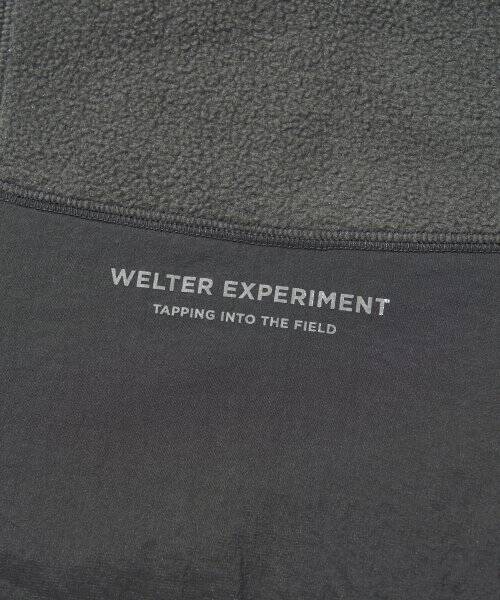 WELTER EXPERIMENT
TAPPING INTO THE FIELD